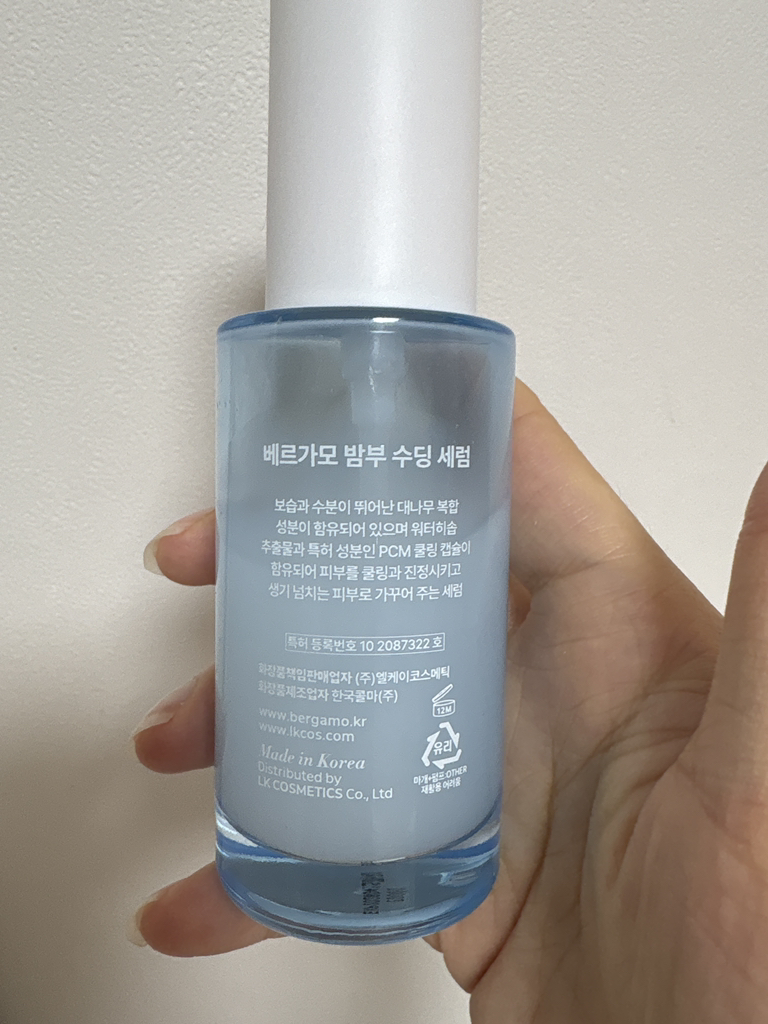 베르가모 밤부 수딩 세럼
보습과 수분이 뛰어난 대나무 복합
성분이 함유되어 있으며 워터히솝
추출물과 특허 성분인 PCM 쿨링 캡슐이
함유되어 피부를 쿨링과 진정시키고
생기 넘치는 피부로 가꾸어 주는 세럼
특허 등록번호 10 2087322 호
화장품책임판매업자 (주)엘케이코스메틱
화장품제조업자 한국콜마(주)
12M
www.bergamo.kr
www.lkcos.com
유리
Made in Korea
Distributed by
LK COSMETICS Co., Ltd
마개+펌프:OTHER
재활용 어려움